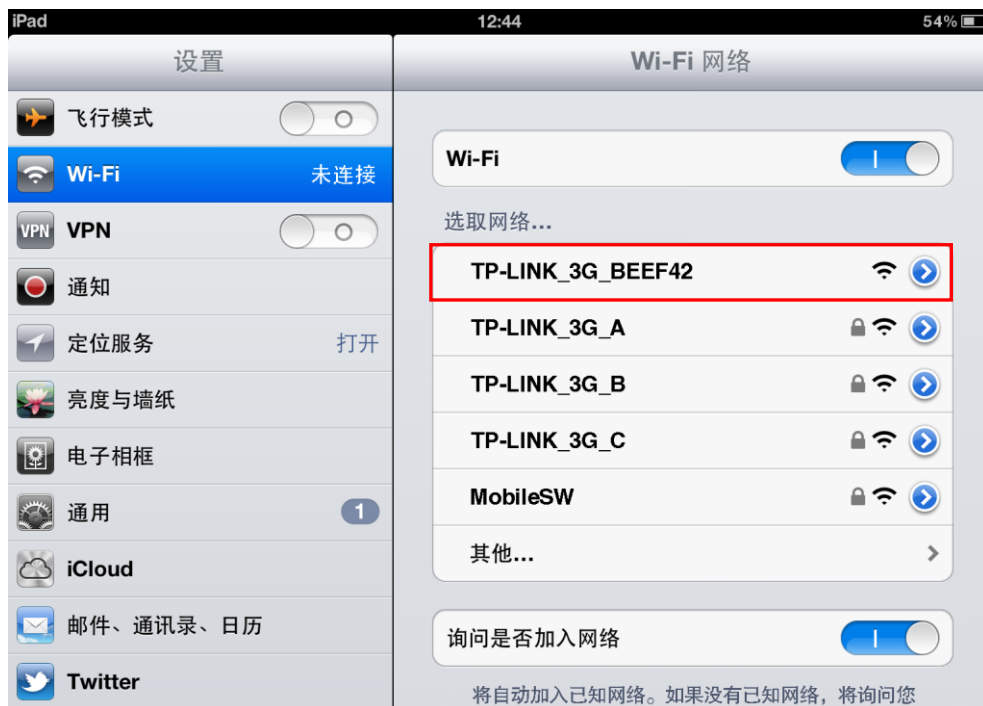 iPad 12:44 54%
设置
Wi-Fi 网络
飞行模式
Wi-Fi 未连接
VPN VPN
通知
定位服务 打开
亮度与墙纸
电子相框
通用 1
iCloud
邮件、通讯录、日历
Twitter
Wi-Fi
选取网络...
TP-LINK_3G_BEEF42
TP-LINK_3G_A
TP-LINK_3G_B
TP-LINK_3G_C
MobileSW
其他...
询问是否加入网络
将自动加入已知网络。如果没有已知网络，将询问您